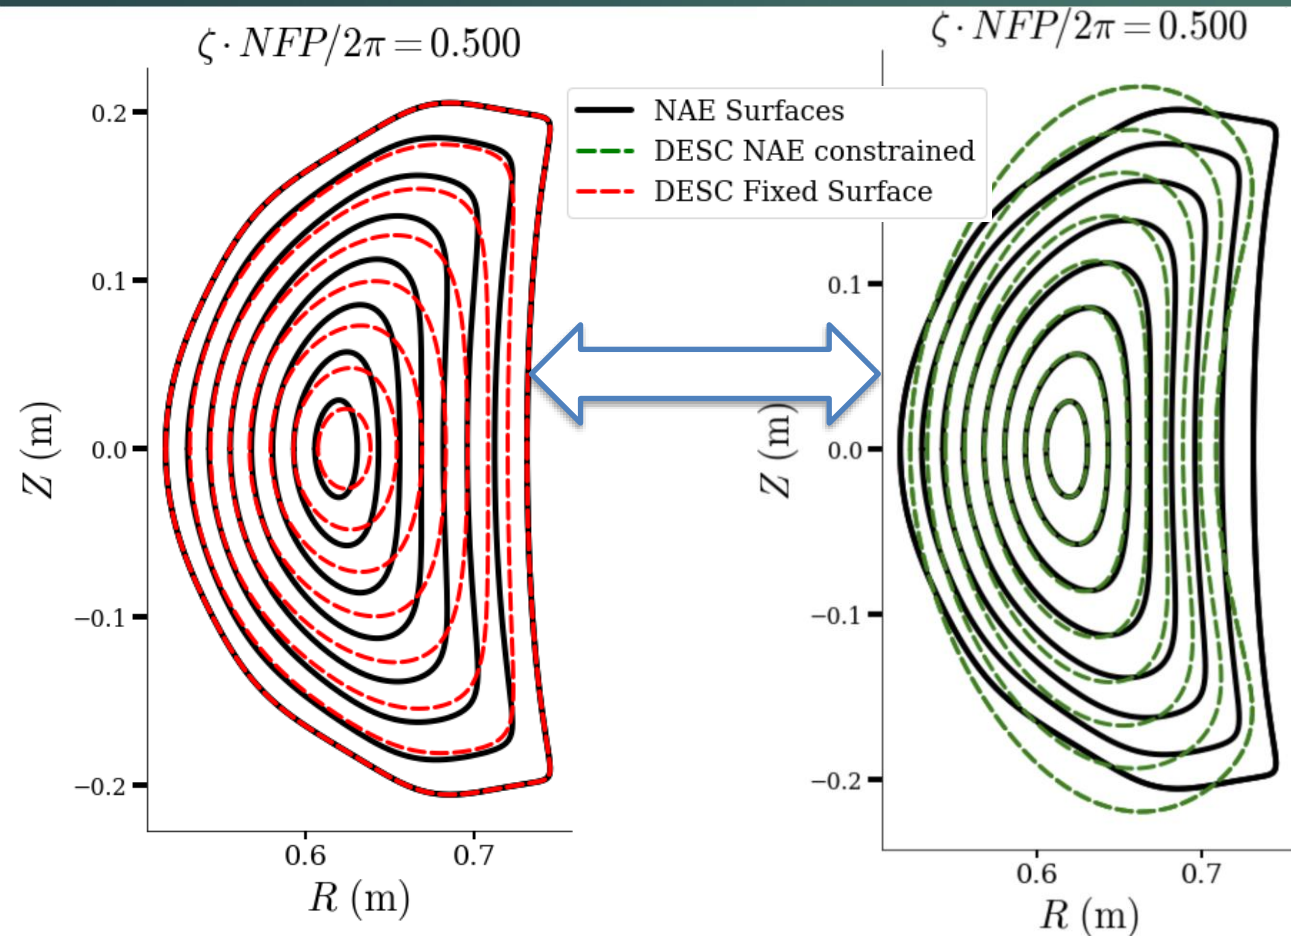 ζ · NFP/2π = 0.500
ζ · NFP/2π = 0.500
NAE Surfaces
DESC NAE constrained
DESC Fixed Surface
0.2
0.1
0.0
−0.1
−0.2
Z (m)
0.6
0.7
R (m)
0.1
0.0
−0.1
−0.2
Z (m)
0.6
0.7
R (m)